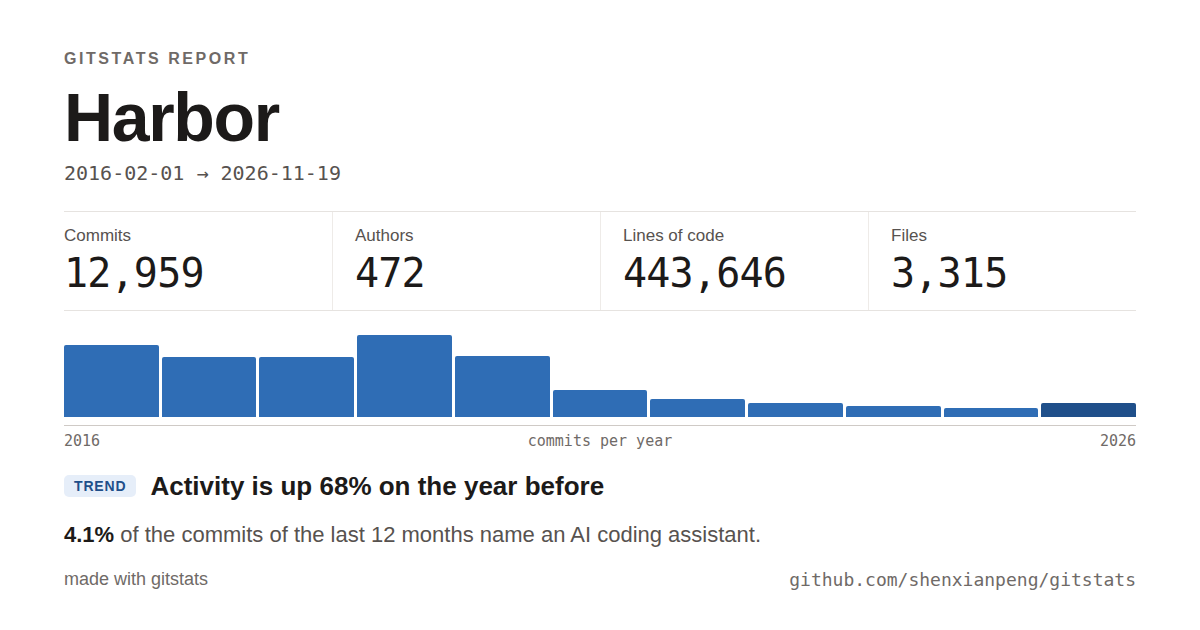 GITSTATS REPORT
Harbor
2016-02-01 → 2026-11-19
Commits
12,959
Authors
472
Lines of code
443,646
Files
3,315
2016
commits per year
2026
TREND
Activity is up 68% on the year before
4.1% of the commits of the last 12 months name an AI coding assistant.
made with gitstats
github.com/shenxianpeng/gitstats